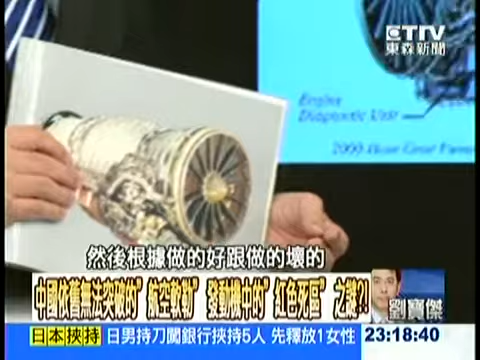 ETTV
東森新聞
Engine
Diagnostic Unit
2000-Hour Gear
然後根據做的好跟做的壞的
中國依舊無法突破的"航空軟肋" 發動機中的"紅色死區"之謎?!
劉寶傑
日本挾持 日男持刀闖銀行挾持5人 先釋放1女性 23:18:40